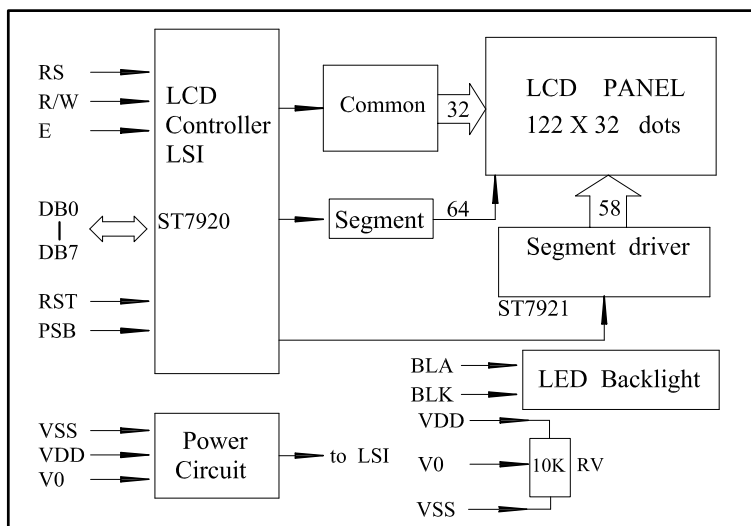 RS
R/W
E
DB0
DB7
RST
PSB
LCD
Controller
LSI
ST7920
Common
32
LCD PANEL
122 X 32 dots
Segment
64
58
Segment driver
ST7921
BLA
BLK
LED Backlight
VSS
VDD
V0
Power
Circuit
to LSI
VDD
V0
VSS
10K
RV